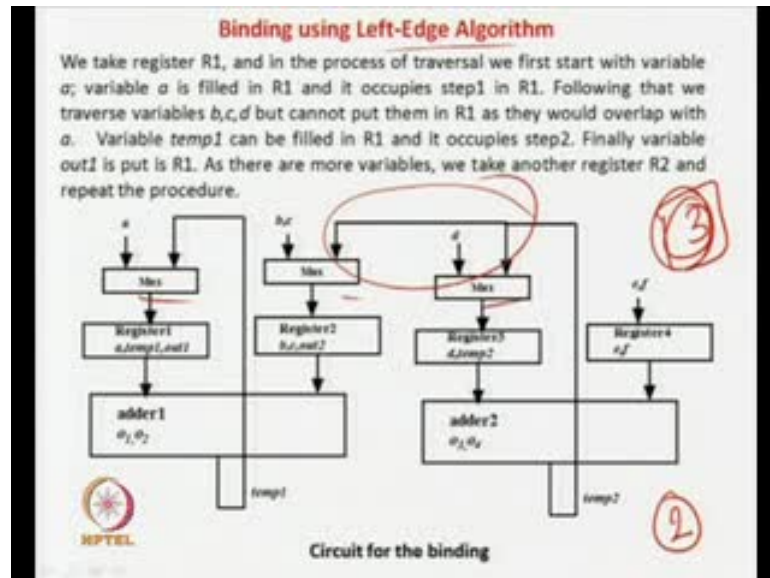 Binding using Left-Edge Algorithm
We take register R1, and in the process of traversal we first start with variable
a; variable a is filled in R1 and it occupies step1 in R1. Following that we
traverse variables b,c,d but cannot put them in R1 as they would overlap with
a. Variable temp1 can be filled in R1 and it occupies step2. Finally variable
out1 is put is R1. As there are more variables, we take another register R2 and
repeat the procedure.
3
a
b,c
d
e,f
Mux
Mux
Mux
Register1
a,temp1,out1
Register2
b,c,out2
Register3
d,temp2
Register4
e,f
adder1
o1,o2
adder2
o3,o4
temp1
temp2
2
NPTEL
Circuit for the binding